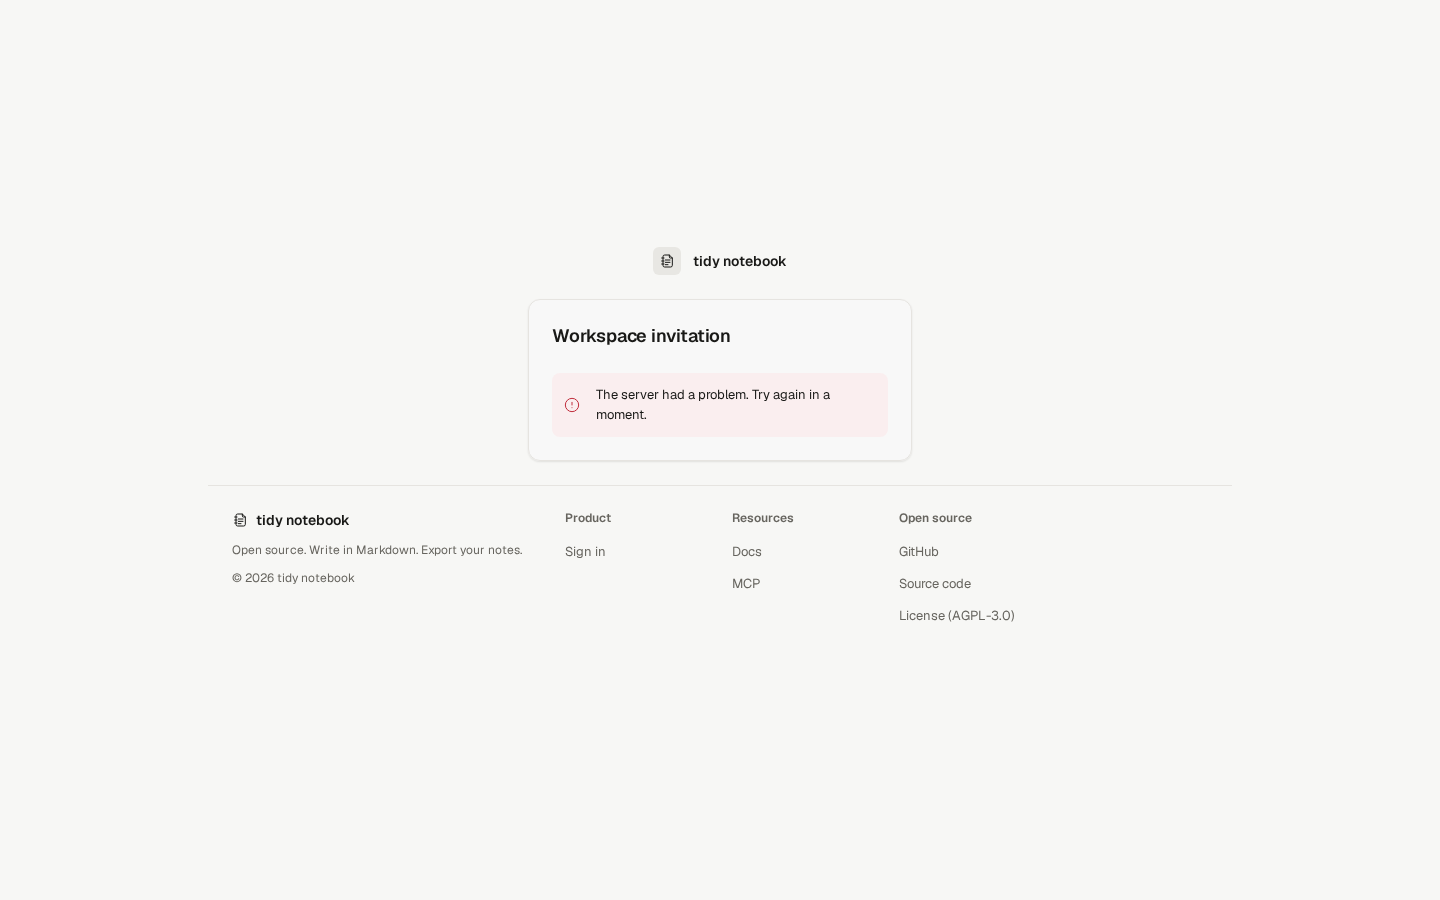 tidy notebook
Workspace invitation
The server had a problem. Try again in a
moment.
tidy notebook
Open source. Write in Markdown. Export your notes.
© 2026 tidy notebook
Product
Sign in
Resources
Docs
MCP
Open source
GitHub
Source code
License (AGPL-3.0)